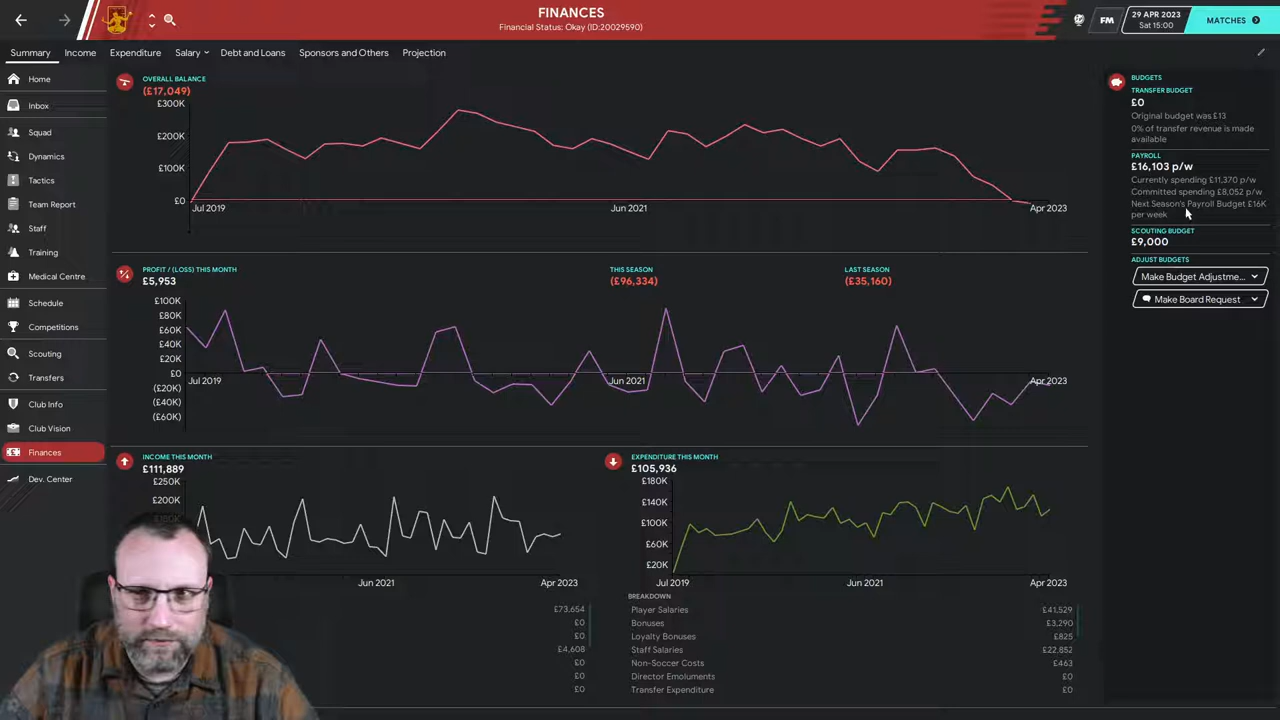 FINANCES
Financial Status: Okay (ID:20029590)
FM
29 APR 2023
Sat 15:00
MATCHES
Summary
Income
Expenditure
Salary
Debt and Loans
Sponsors and Others
Projection
Home
Inbox
Squad
Dynamics
Tactics
Team Report
Staff
Training
Medical Centre
Schedule
Competitions
Scouting
Transfers
Club Info
Club Vision
Finances
Dev. Center
OVERALL BALANCE
(£17,049)
£300K
£200K
£100K
£0
Jul 2019
Jun 2021
Apr 2023
PROFIT / (LOSS) THIS MONTH
£5,953
THIS SEASON
(£96,334)
LAST SEASON
(£35,160)
£100K
£80K
£60K
£40K
£20K
£0
(£20K)
(£40K)
(£60K)
Jul 2019
Jun 2021
Apr 2023
INCOME THIS MONTH
£111,889
£250K
£200K
Jun 2021
Apr 2023
£73,654
£0
£0
£4,608
£0
£0
£0
EXPENDITURE THIS MONTH
£105,936
£180K
£140K
£100K
£60K
£20K
Jul 2019
Jun 2021
Apr 2023
BREAKDOWN
Player Salaries £41,529
Bonuses £3,290
Loyalty Bonuses £825
Staff Salaries £22,852
Non-Soccer Costs £463
Director Emoluments £0
Transfer Expenditure £0
BUDGETS
TRANSFER BUDGET
£0
Original budget was £13
0% of transfer revenue is made
available
PAYROLL
£16,103 p/w
Currently spending £11,370 p/w
Committed spending £8,052 p/w
Next Season's Payroll Budget £16K
per week
SCOUTING BUDGET
£9,000
ADJUST BUDGETS
Make Budget Adjustme...
Make Board Request